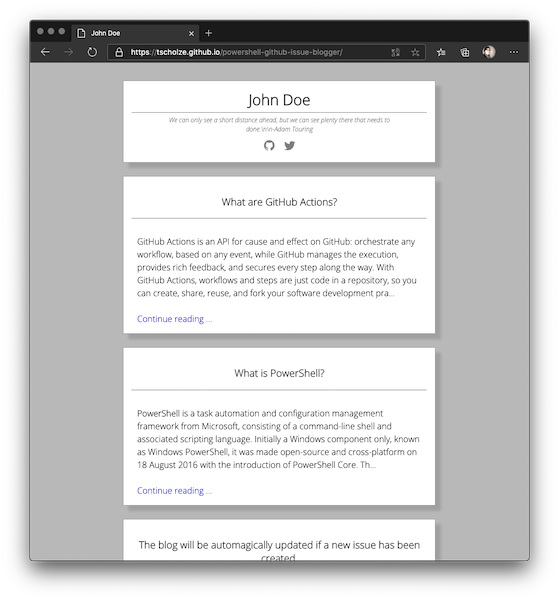 John Doe
https://tscholze.github.io/powershell-github-issue-blogger/
John Doe
We can only see a short distance ahead, but we can see plenty there that needs to
done.\n\n-Adam Touring
What are GitHub Actions?
GitHub Actions is an API for cause and effect on GitHub: orchestrate any
workflow, based on any event, while GitHub manages the execution,
provides rich feedback, and secures every step along the way. With
GitHub Actions, workflows and steps are just code in a repository, so you
can create, share, reuse, and fork your software development pra...
Continue reading ...
What is PowerShell?
PowerShell is a task automation and configuration management
framework from Microsoft, consisting of a command-line shell and
associated scripting language. Initially a Windows component only, known
as Windows PowerShell, it was made open-source and cross-platform on
18 August 2016 with the introduction of PowerShell Core. Th...
Continue reading ...
The blog will be automagically updated if a new issue has been
created